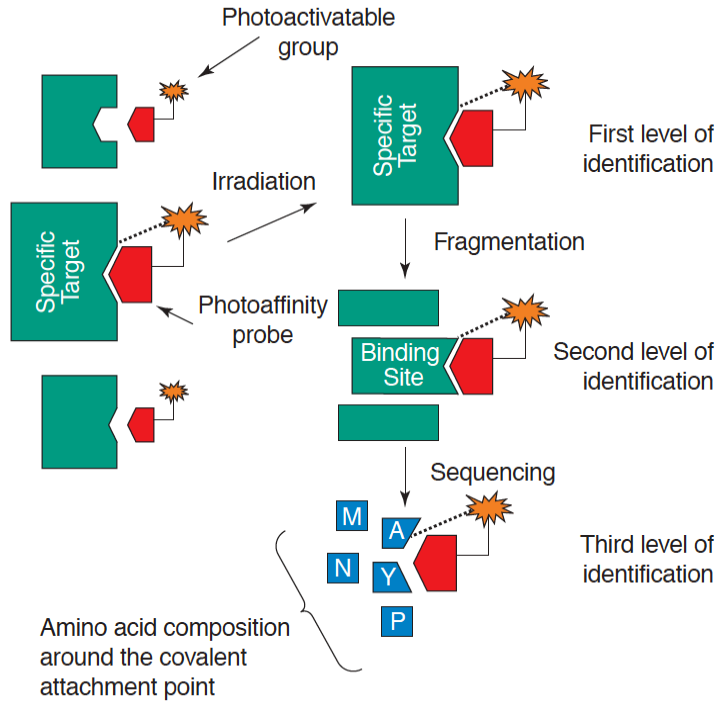 Photoactivatable
group
Specific
Target
First level of
identification
Irradiation
Specific
Target
Fragmentation
Photoaffinity
probe
Binding
Site
Second level of
identification
Sequencing
M
A
N
Y
P
Third level of
identification
Amino acid composition
around the covalent
attachment point